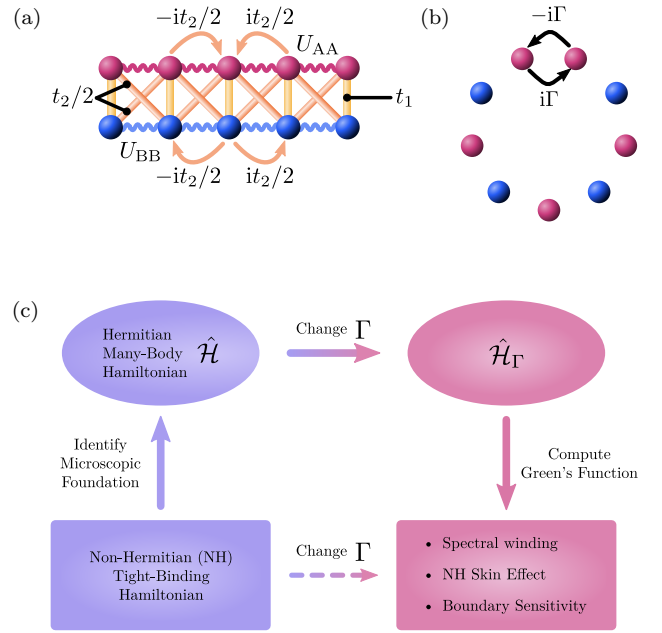 (a)
−it₂/2 it₂/2
U_AA
t₂/2
t₁
U_BB
−it₂/2 it₂/2
(b)
−iΓ
iΓ
(c)
Hermitian
Many-Body
Hamiltonian
Ĥ
Change Γ
Ĥ_Γ
Identify
Microscopic
Foundation
Compute
Green's Function
Non-Hermitian (NH)
Tight-Binding
Hamiltonian
Change Γ
• Spectral winding
• NH Skin Effect
• Boundary Sensitivity